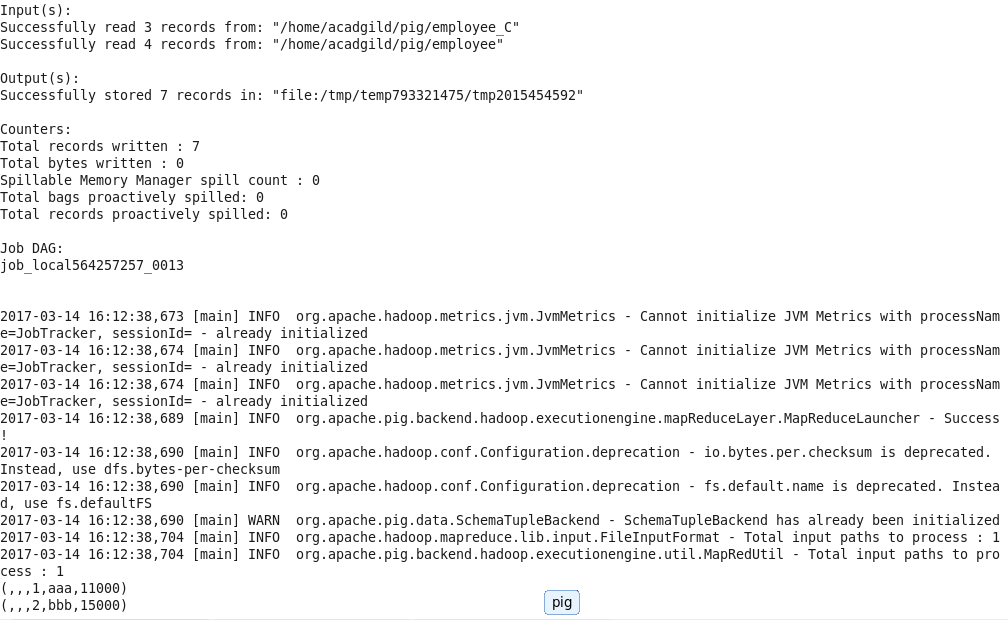 Input(s):
Successfully read 3 records from: "/home/acadgild/pig/employee_C"
Successfully read 4 records from: "/home/acadgild/pig/employee"
Output(s):
Successfully stored 7 records in: "file:/tmp/temp793321475/tmp2015454592"
Counters:
Total records written : 7
Total bytes written : 0
Spillable Memory Manager spill count : 0
Total bags proactively spilled: 0
Total records proactively spilled: 0
Job DAG:
job_local564257257_0013
2017-03-14 16:12:38,673 [main] INFO  org.apache.hadoop.metrics.jvm.JvmMetrics - Cannot initialize JVM Metrics with processNam
e=JobTracker, sessionId= - already initialized
2017-03-14 16:12:38,674 [main] INFO  org.apache.hadoop.metrics.jvm.JvmMetrics - Cannot initialize JVM Metrics with processNam
e=JobTracker, sessionId= - already initialized
2017-03-14 16:12:38,674 [main] INFO  org.apache.hadoop.metrics.jvm.JvmMetrics - Cannot initialize JVM Metrics with processNam
e=JobTracker, sessionId= - already initialized
2017-03-14 16:12:38,689 [main] INFO  org.apache.pig.backend.hadoop.executionengine.mapReduceLayer.MapReduceLauncher - Success
!
2017-03-14 16:12:38,690 [main] INFO  org.apache.hadoop.conf.Configuration.deprecation - io.bytes.per.checksum is deprecated.
Instead, use dfs.bytes-per-checksum
2017-03-14 16:12:38,690 [main] INFO  org.apache.hadoop.conf.Configuration.deprecation - fs.default.name is deprecated. Instea
d, use fs.defaultFS
2017-03-14 16:12:38,690 [main] WARN  org.apache.pig.data.SchemaTupleBackend - SchemaTupleBackend has already been initialized
2017-03-14 16:12:38,704 [main] INFO  org.apache.hadoop.mapreduce.lib.input.FileInputFormat - Total input paths to process : 1
2017-03-14 16:12:38,704 [main] INFO  org.apache.pig.backend.hadoop.executionengine.util.MapRedUtil - Total input paths to pro
cess : 1
(,,,1,aaa,11000)
(,,,2,bbb,15000)
pig